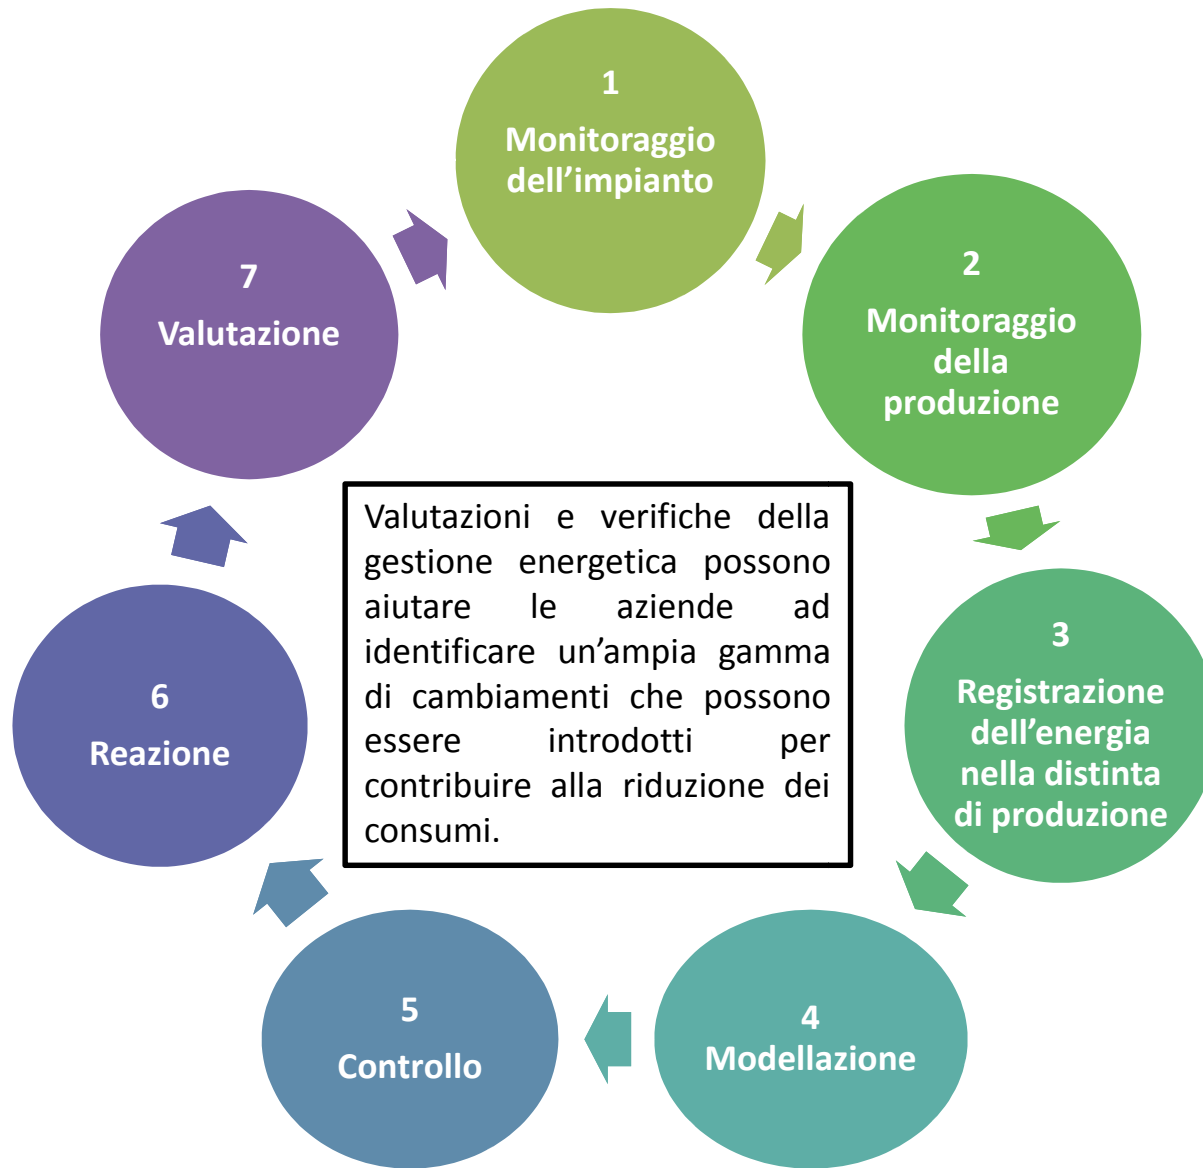 1
Monitoraggio
dell’impianto
2
Monitoraggio
della
produzione
3
Registrazione
dell’energia
nella distinta
di produzione
4
Modellazione
5
Controllo
6
Reazione
7
Valutazione
Valutazioni e verifiche della
gestione energetica possono
aiutare le aziende ad
identificare un’ampia gamma
di cambiamenti che possono
essere introdotti per
contribuire alla riduzione dei
consumi.